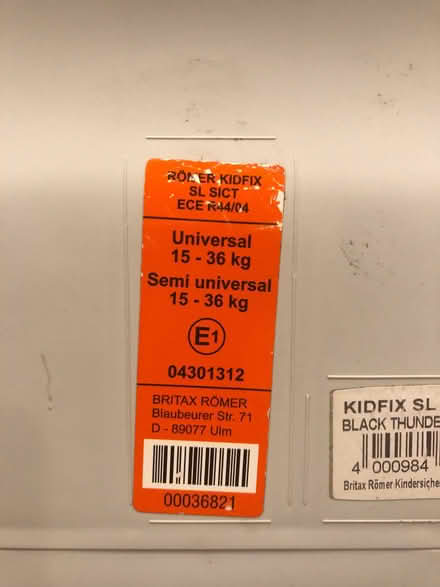 RÖMER KIDFIX
SL SICT
ECE R44/04
Universal
15 - 36 kg
Semi universal
15 - 36 kg
E1
04301312
BRITAX RÖMER
Blaubeurer Str. 71
D - 89077 Ulm
00036821
KIDFIX SL
BLACK THUNDE
4 000984
Britax Römer Kindersiche